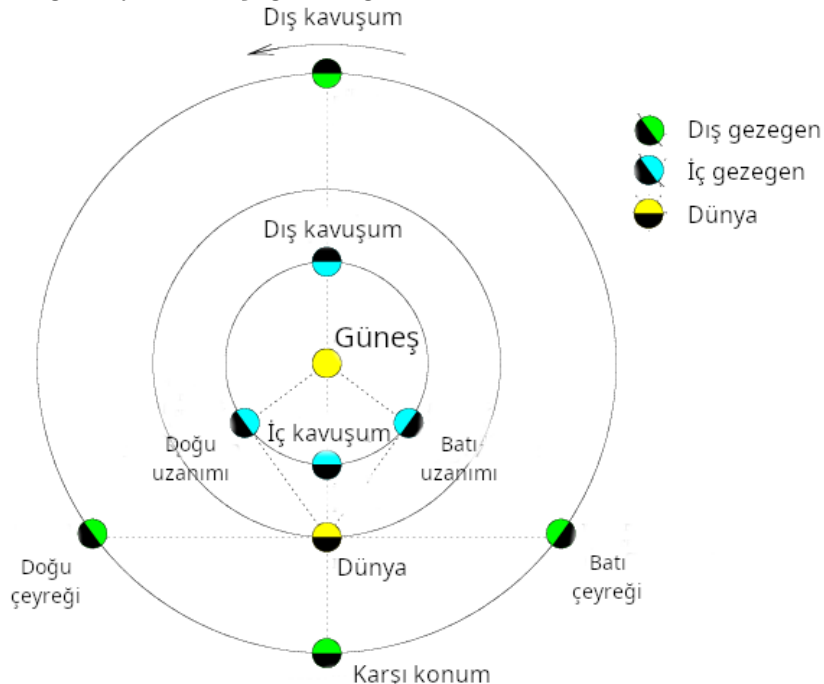 Dış kavuşum
Dış gezegen
İç gezegen
Dünya
Dış kavuşum
Güneş
İç kavuşum
Doğu
uzanımı
Batı
uzanımı
Dünya
Doğu
çeyreği
Batı
çeyreği
Karşı konum